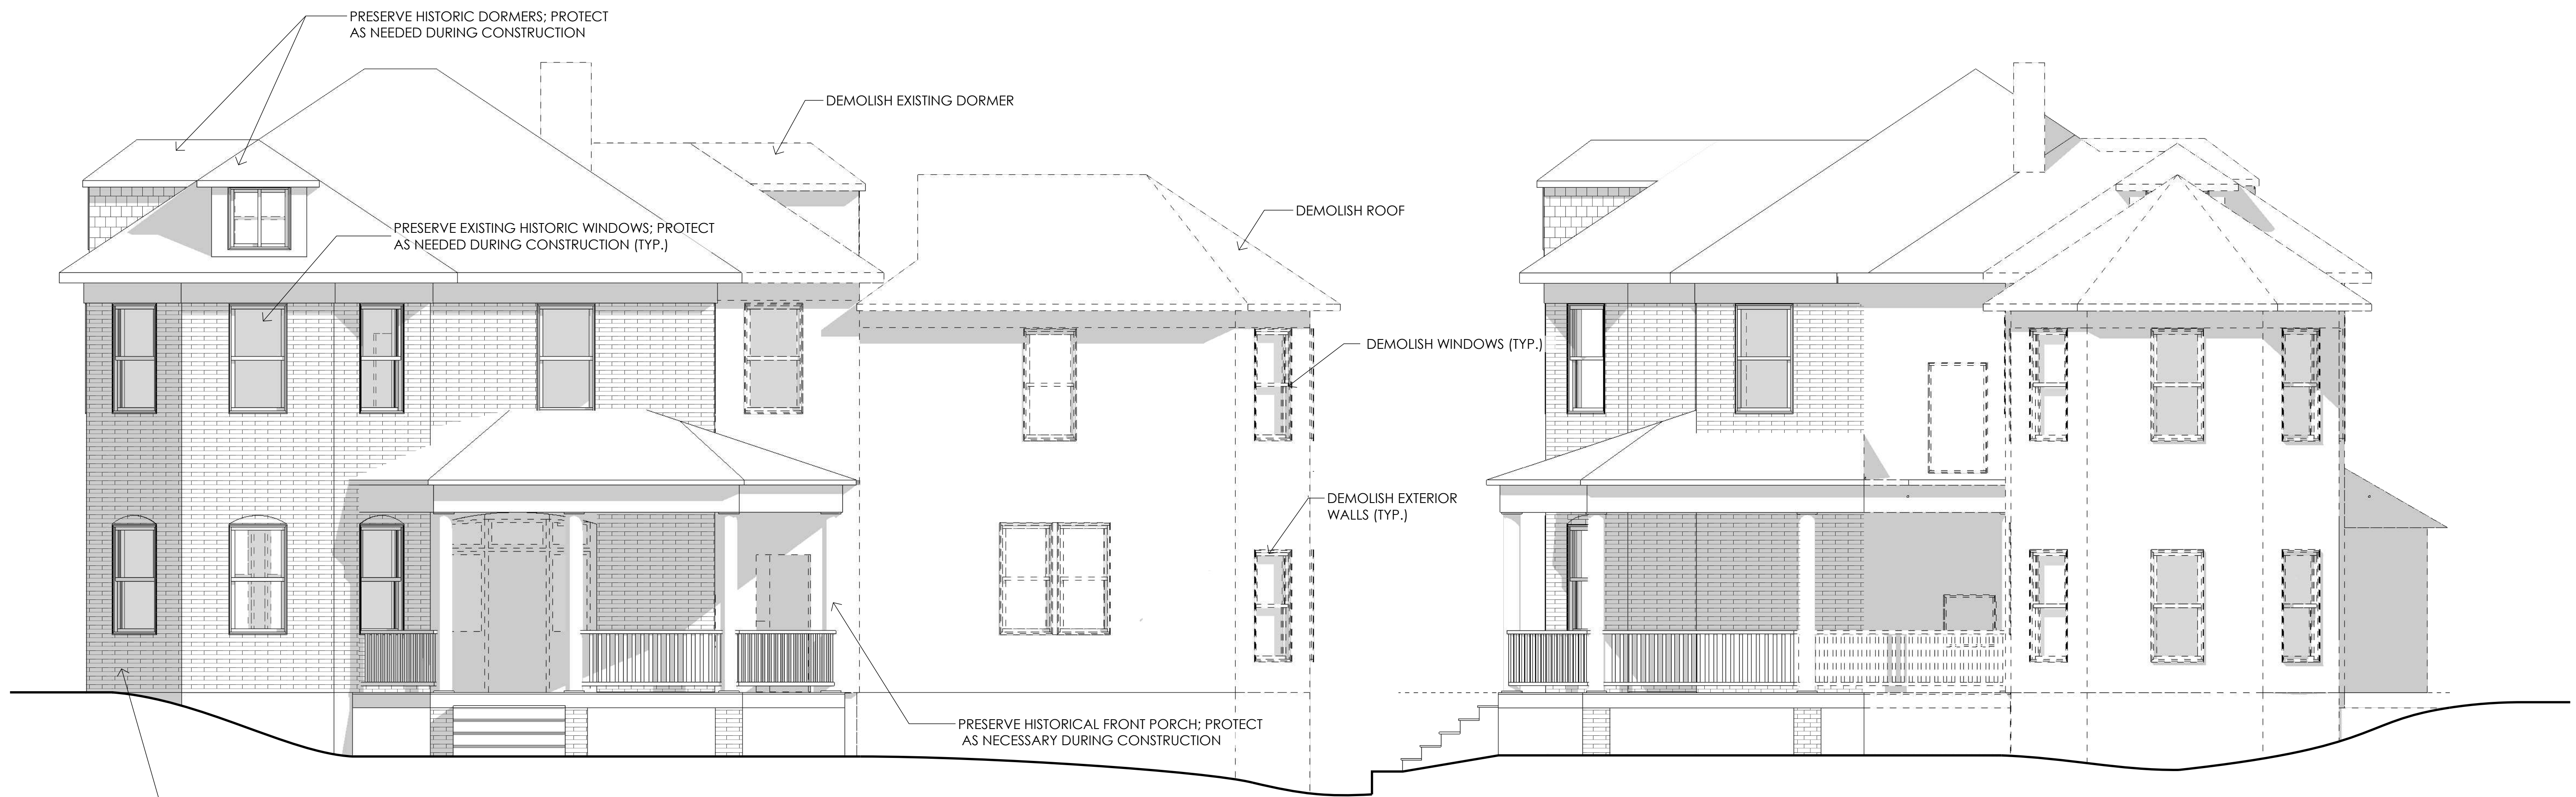 PRESERVE HISTORIC DORMERS; PROTECT
AS NEEDED DURING CONSTRUCTION
DEMOLISH EXISTING DORMER
PRESERVE EXISTING HISTORIC WINDOWS; PROTECT
AS NEEDED DURING CONSTRUCTION (TYP.)
DEMOLISH ROOF
DEMOLISH WINDOWS (TYP.)
DEMOLISH EXTERIOR
WALLS (TYP.)
PRESERVE HISTORICAL FRONT PORCH; PROTECT
AS NECESSARY DURING CONSTRUCTION